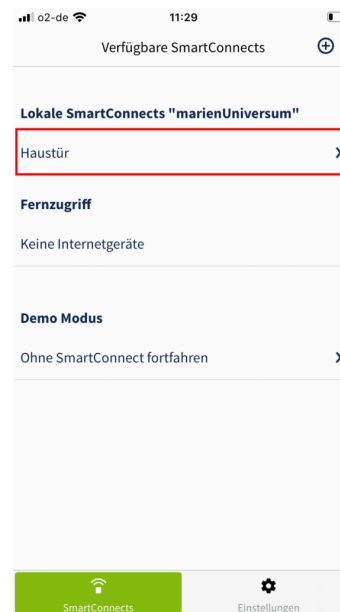 o2-de 11:29
Verfügbare SmartConnects
Lokale SmartConnects "marienUniversum"
Haustür
Fernzugriff
Keine Internetgeräte
Demo Modus
Ohne SmartConnect fortfahren
SmartConnects Einstellungen